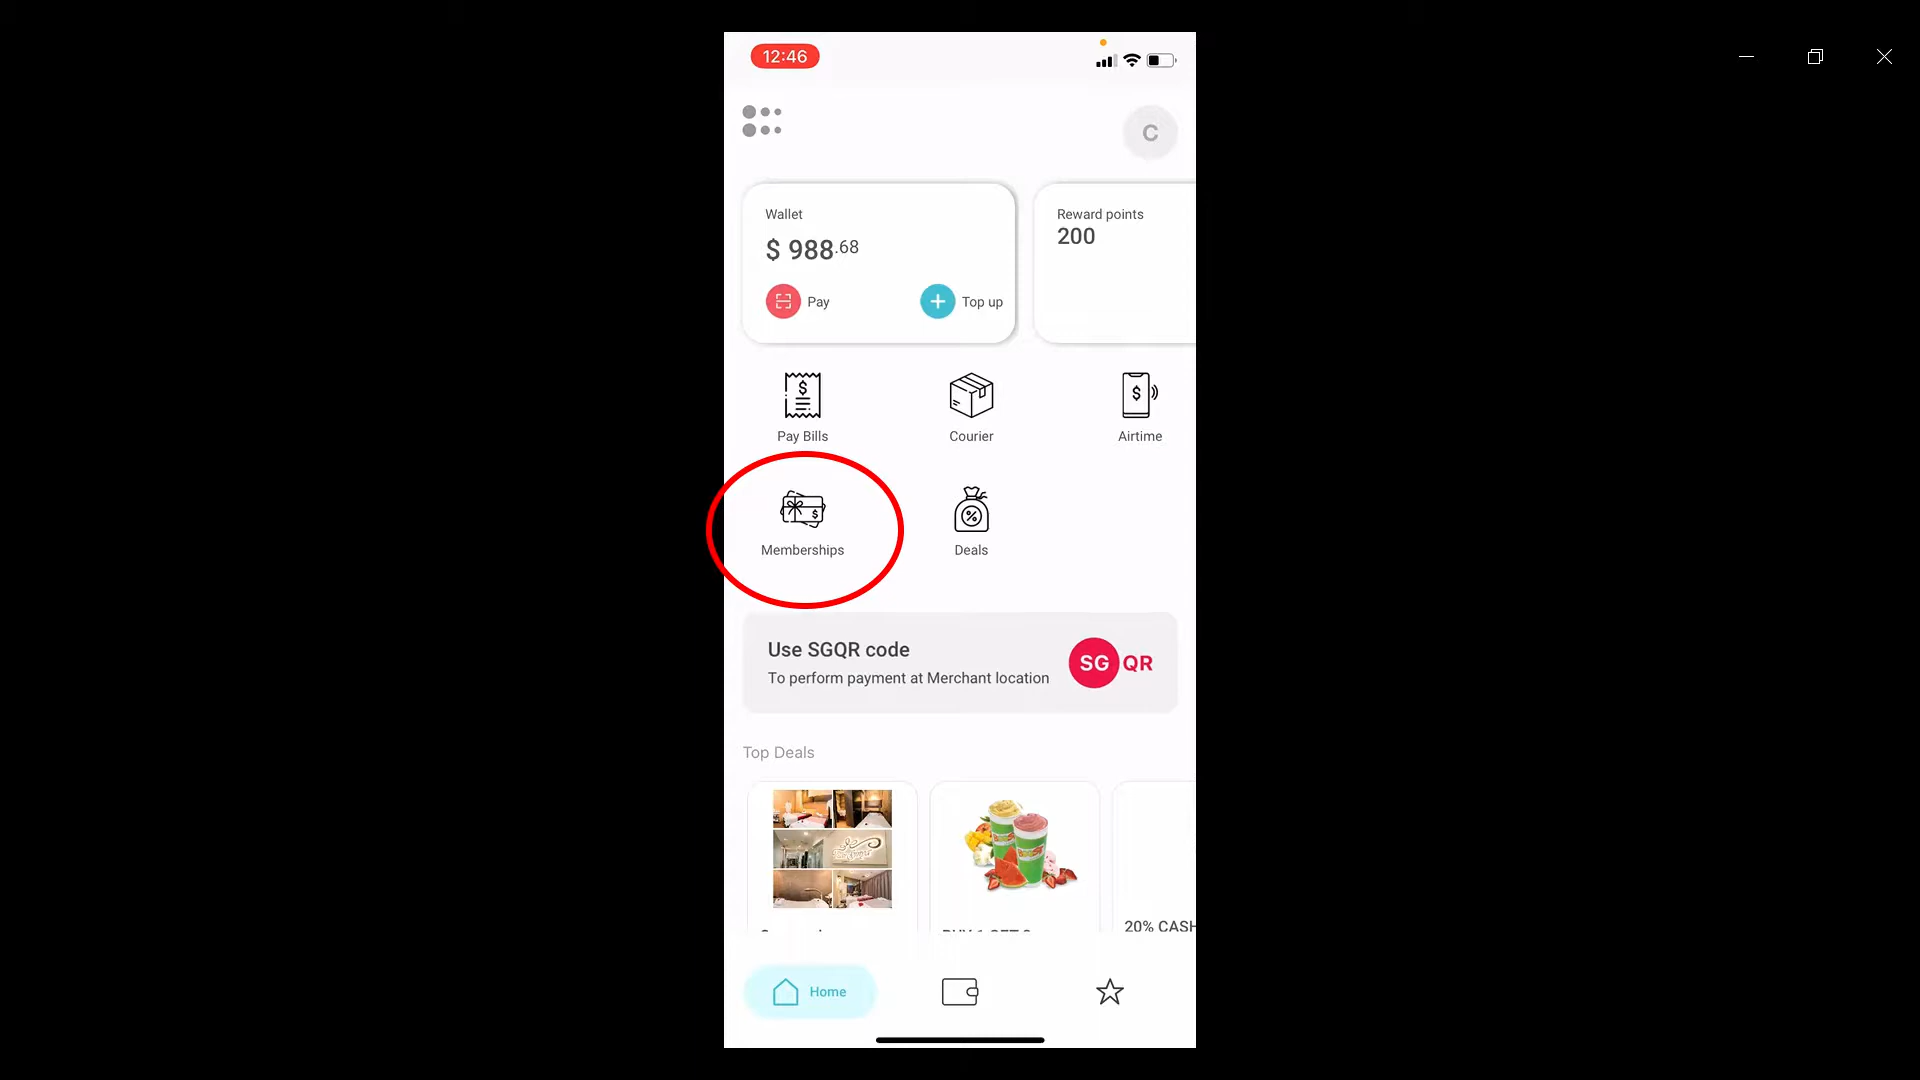 12:46
C
Wallet
$ 988.68
Pay
Top up
Reward points
200
Pay Bills
Courier
Airtime
Memberships
Deals
Use SGQR code
To perform payment at Merchant location
SG QR
Top Deals
20% CASH
Home